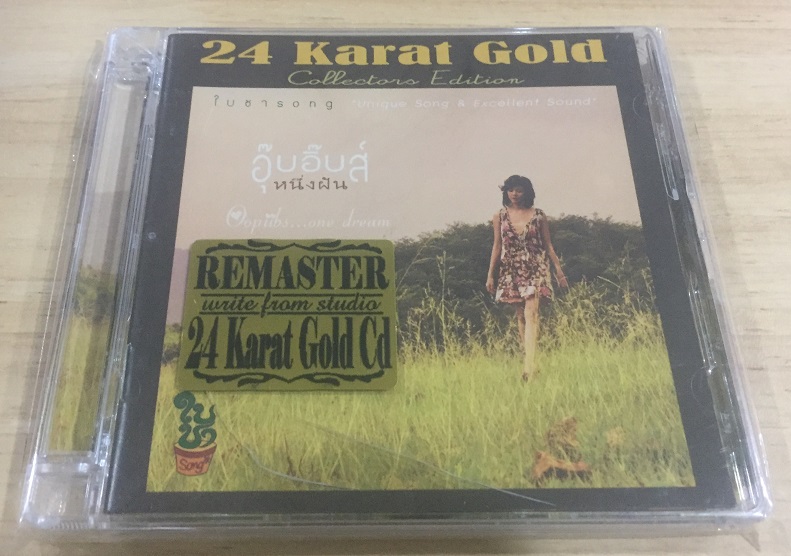 24 Karat Gold
Collectors Edition
ใบชาsong "Unique Song & Excellent Sound"
อุ๊บอิ๊บส์
หนึ่งฝัน
Oopiibs...one dream
REMASTER
write from studio
24 Karat Gold Cd
ใบ
ชา
Song